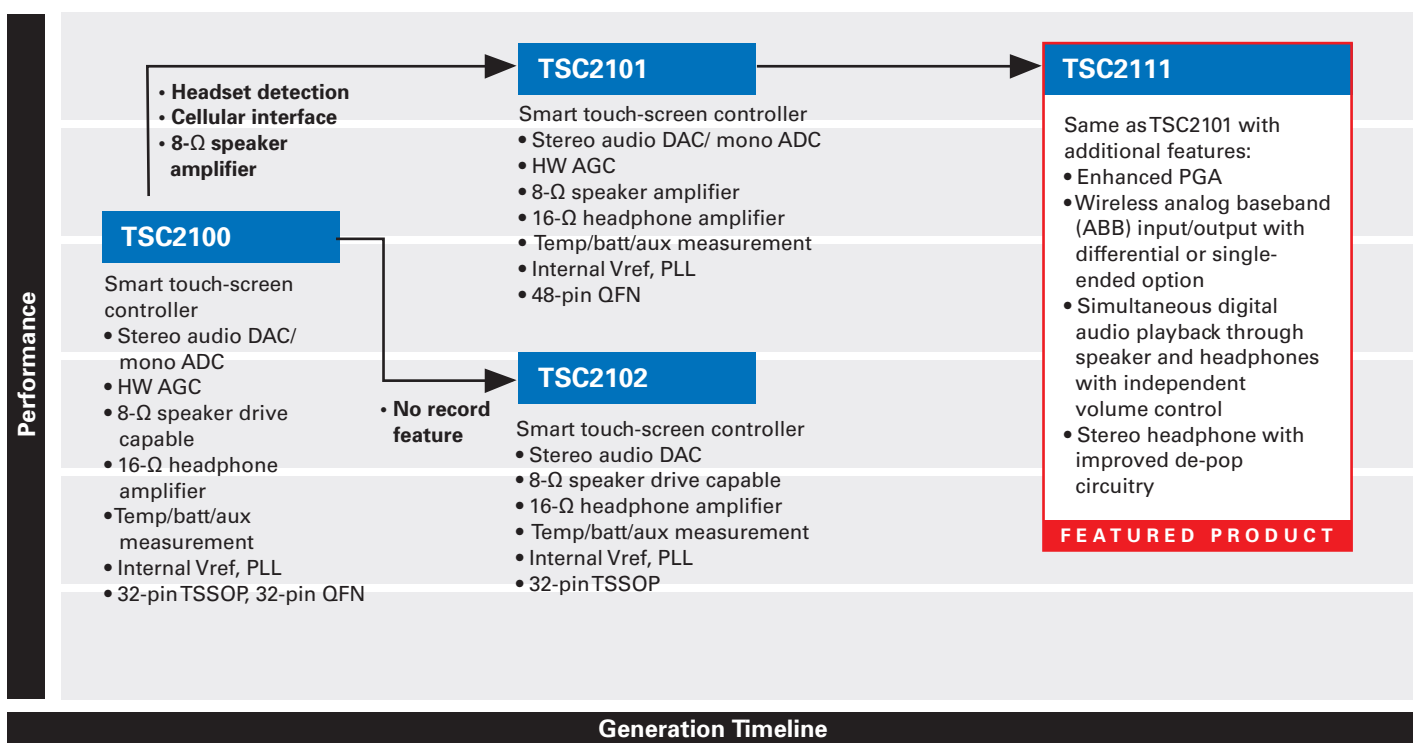 Performance
• Headset detection
• Cellular interface
• 8-Ω speaker
amplifier
TSC2100
Smart touch-screen
controller
• Stereo audio DAC/
mono ADC
• HW AGC
• 8-Ω speaker drive
capable
• 16-Ω headphone
amplifier
• Temp/batt/aux
measurement
• Internal Vref, PLL
• 32-pin TSSOP, 32-pin QFN
TSC2101
Smart touch-screen controller
• Stereo audio DAC/ mono ADC
• HW AGC
• 8-Ω speaker amplifier
• 16-Ω headphone amplifier
• Temp/batt/aux measurement
• Internal Vref, PLL
• 48-pin QFN
• No record
feature
TSC2102
Smart touch-screen controller
• Stereo audio DAC
• 8-Ω speaker drive capable
• 16-Ω headphone amplifier
• Temp/batt/aux measurement
• Internal Vref, PLL
• 32-pin TSSOP
TSC2111
Same as TSC2101 with
additional features:
• Enhanced PGA
• Wireless analog baseband
(ABB) input/output with
differential or single-
ended option
• Simultaneous digital
audio playback through
speaker and headphones
with independent
volume control
• Stereo headphone with
improved de-pop
circuitry
FEATURED PRODUCT
Generation Timeline